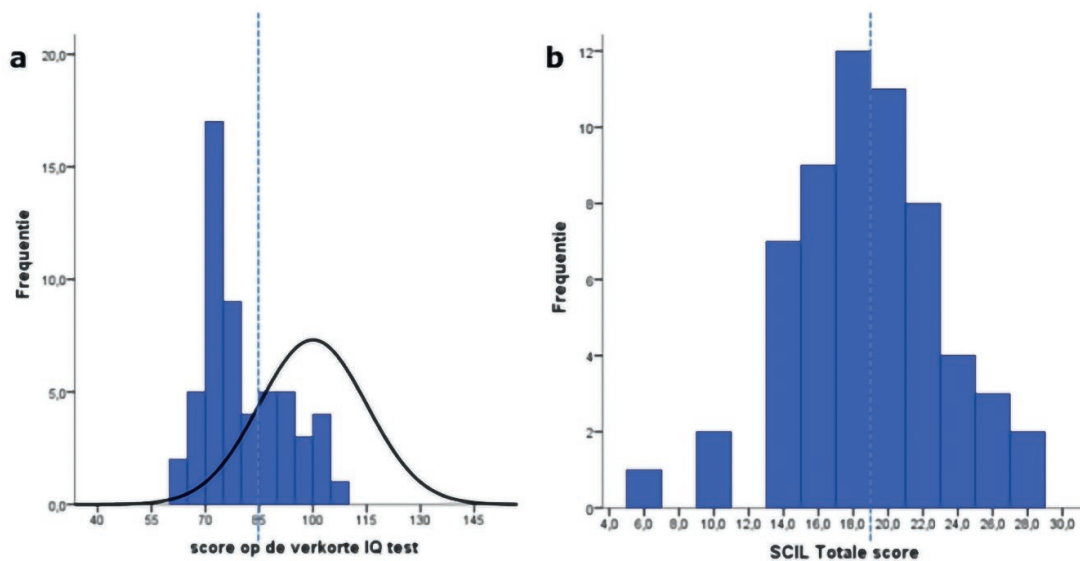 a
20,0
15,0
10,0
5,0
0,0
Frequentie
40 55 70 85 100 115 130 145
score op de verkorte IQ test
b
12
10
8
6
4
2
0
Frequentie
4,0 6,0 8,0 10,0 12,0 14,0 16,0 18,0 20,0 22,0 24,0 26,0 28,0 30,0
SCIL Totale score